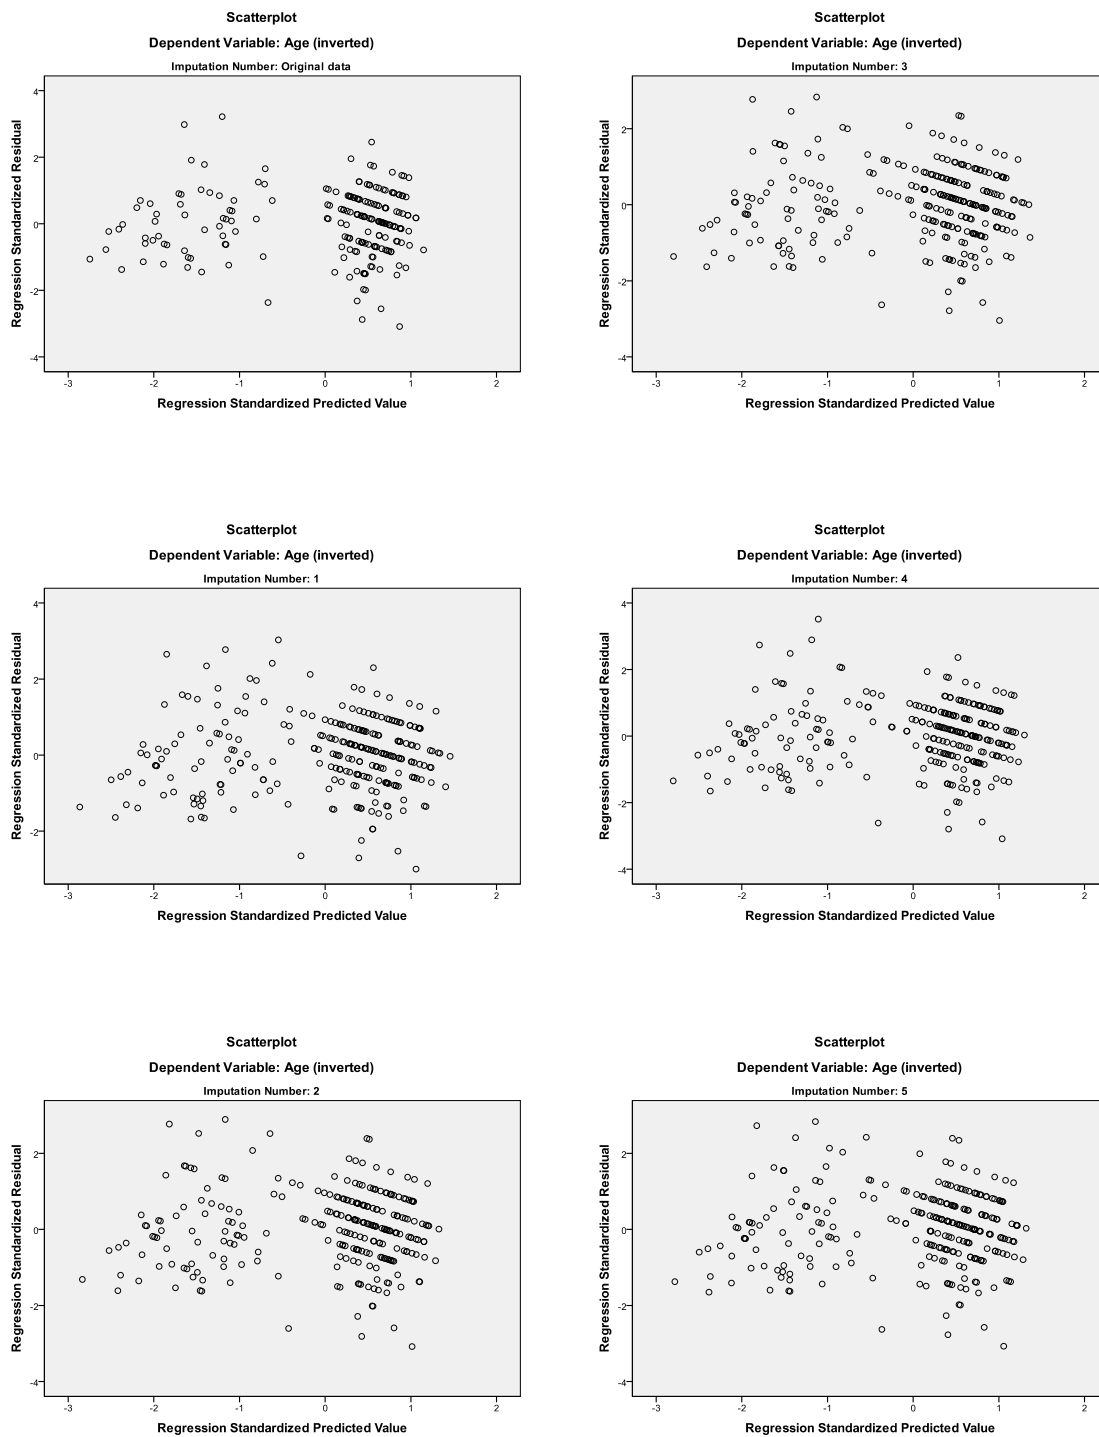 Scatterplot
Dependent Variable: Age (inverted)
Imputation Number: Original data
4
2
0
-2
-4
Regression Standardized Residual
-3 -2 -1 0 1 2
Regression Standardized Predicted Value
Scatterplot
Dependent Variable: Age (inverted)
Imputation Number: 3
2
0
-2
-4
Regression Standardized Residual
-3 -2 -1 0 1 2
Regression Standardized Predicted Value
Scatterplot
Dependent Variable: Age (inverted)
Imputation Number: 1
4
2
0
-2
Regression Standardized Residual
-3 -2 -1 0 1 2
Regression Standardized Predicted Value
Scatterplot
Dependent Variable: Age (inverted)
Imputation Number: 4
4
2
0
-2
-4
Regression Standardized Residual
-3 -2 -1 0 1 2
Regression Standardized Predicted Value
Scatterplot
Dependent Variable: Age (inverted)
Imputation Number: 2
2
0
-2
-4
Regression Standardized Residual
-3 -2 -1 0 1 2
Regression Standardized Predicted Value
Scatterplot
Dependent Variable: Age (inverted)
Imputation Number: 5
2
0
-2
-4
Regression Standardized Residual
-3 -2 -1 0 1 2
Regression Standardized Predicted Value